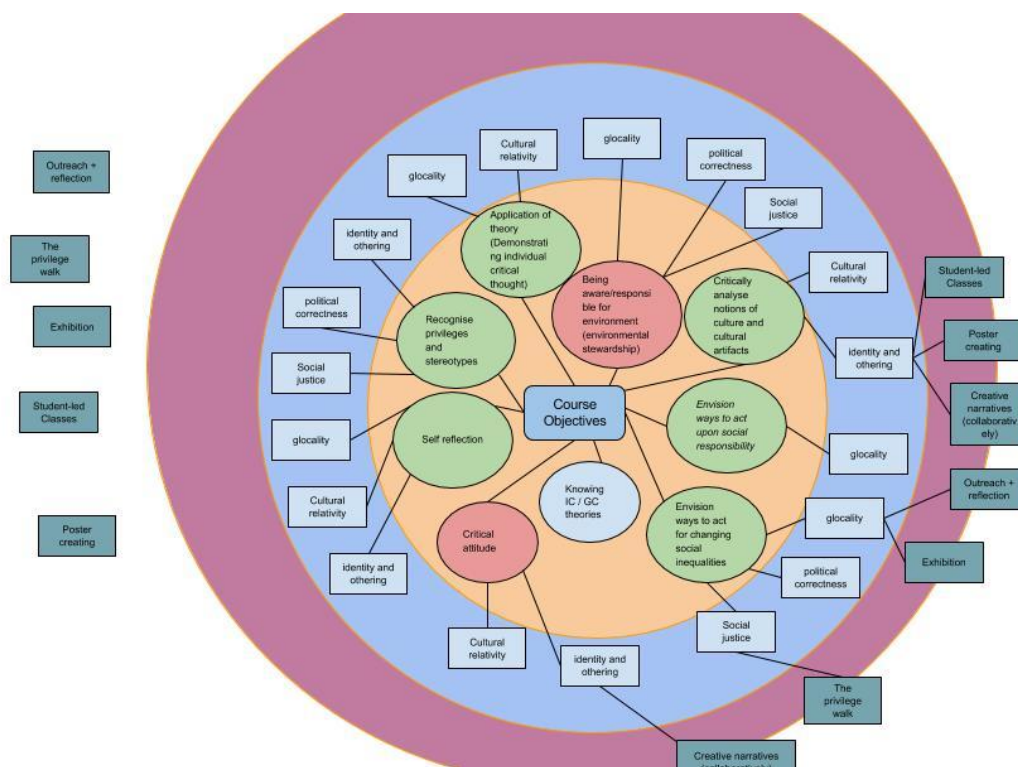 Outreach +
reflection
The
privilege
walk
Exhibition
Student-led
Classes
Poster
creating
Cultural
relativity
glocality
glocality
political
correctness
Social
justice
identity and
othering
political
correctness
Social
justice
glocality
Cultural
relativity
identity and
othering
Application of
theory
(Demonstrati
ng individual
critical
thought)
Being
aware/responsi
ble for
environment
(environmental
stewardship)
Critically
analyse
notions of
culture and
cultural
artifacts
Recognise
privileges
and
stereotypes
Course
Objectives
Self reflection
Envision
ways to act
upon social
responsibility
Knowing
IC / GC
theories
Critical
attitude
Envision
ways to act
for changing
social
inequalities
Cultural
relativity
identity and
othering
Student-led
Classes
Poster
creating
Creative
narratives
(collaborativ
ely)
glocality
glocality
Outreach +
reflection
Exhibition
political
correctness
Social
justice
The
privilege
walk
Cultural
relativity
identity and
othering
Creative narratives